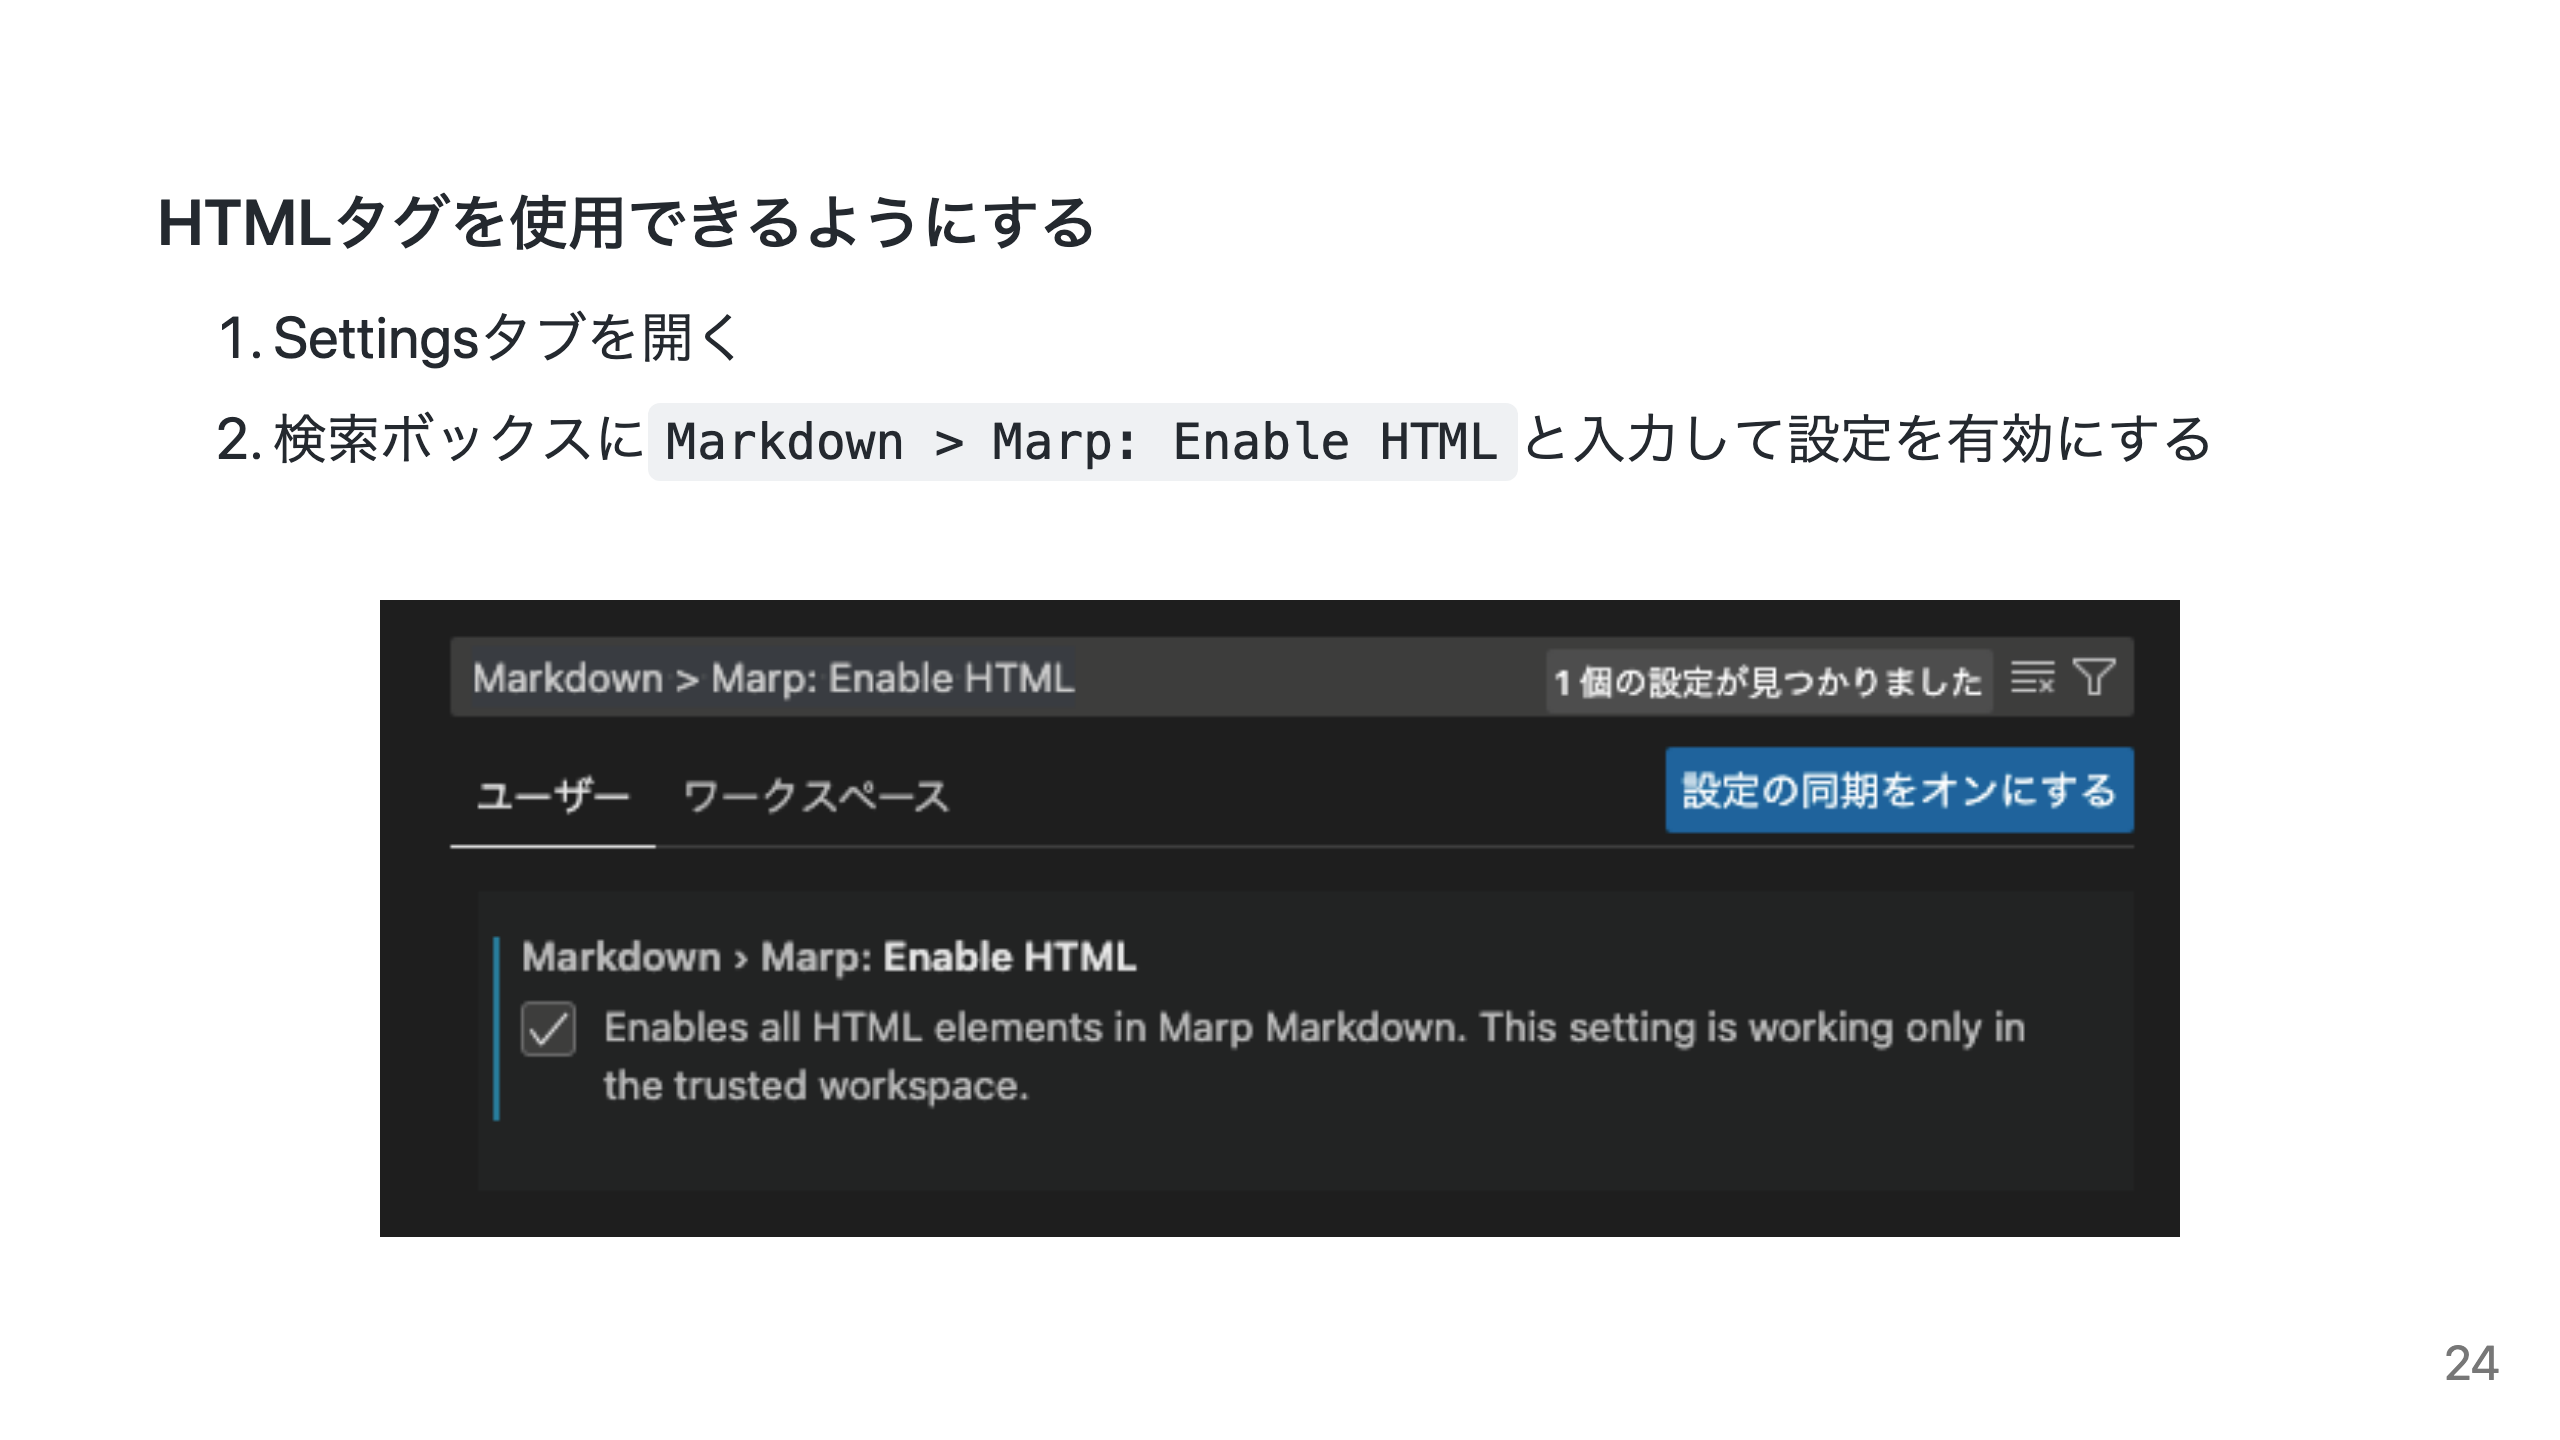 HTMLタグを使用できるようにする
1. Settingsタブを開く
2. 検索ボックスに Markdown > Marp: Enable HTML と入力して設定を有効にする
Markdown > Marp: Enable HTML 1 個の設定が見つかりました
ユーザー ワークスペース 設定の同期をオンにする
Markdown › Marp: Enable HTML
Enables all HTML elements in Marp Markdown. This setting is working only in
the trusted workspace.
24